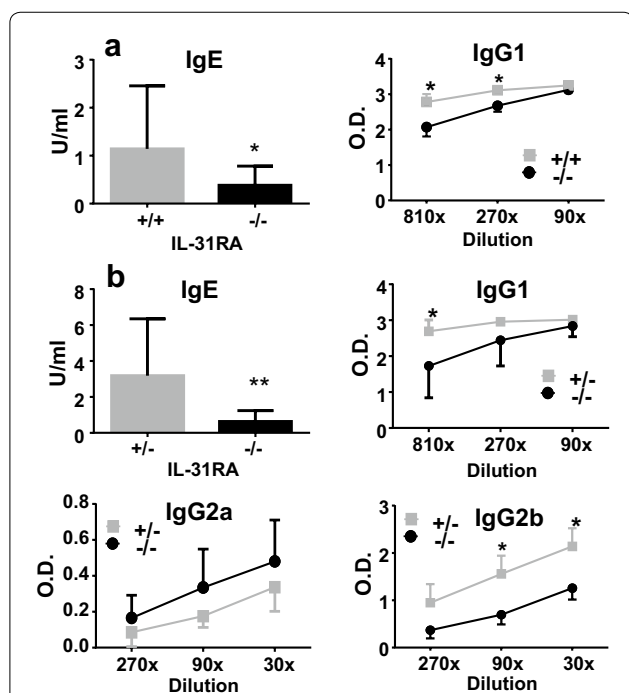 a
IgE
U/ml
3
2
1
0
*
+/+ -/-
IL-31RA
IgG1
O.D.
4
3
2
1
0
* *
+/+
-/-
810x 270x 90x
Dilution
b
IgE
U/ml
8
6
4
2
0
**
+/- -/-
IL-31RA
IgG1
O.D.
4
3
2
1
0
*
+/-
-/-
810x 270x 90x
Dilution
IgG2a
O.D.
0.8
0.6
0.4
0.2
0.0
+/-
-/-
270x 90x 30x
Dilution
IgG2b
O.D.
3
2
1
0
+/-
-/-
* *
270x 90x 30x
Dilution